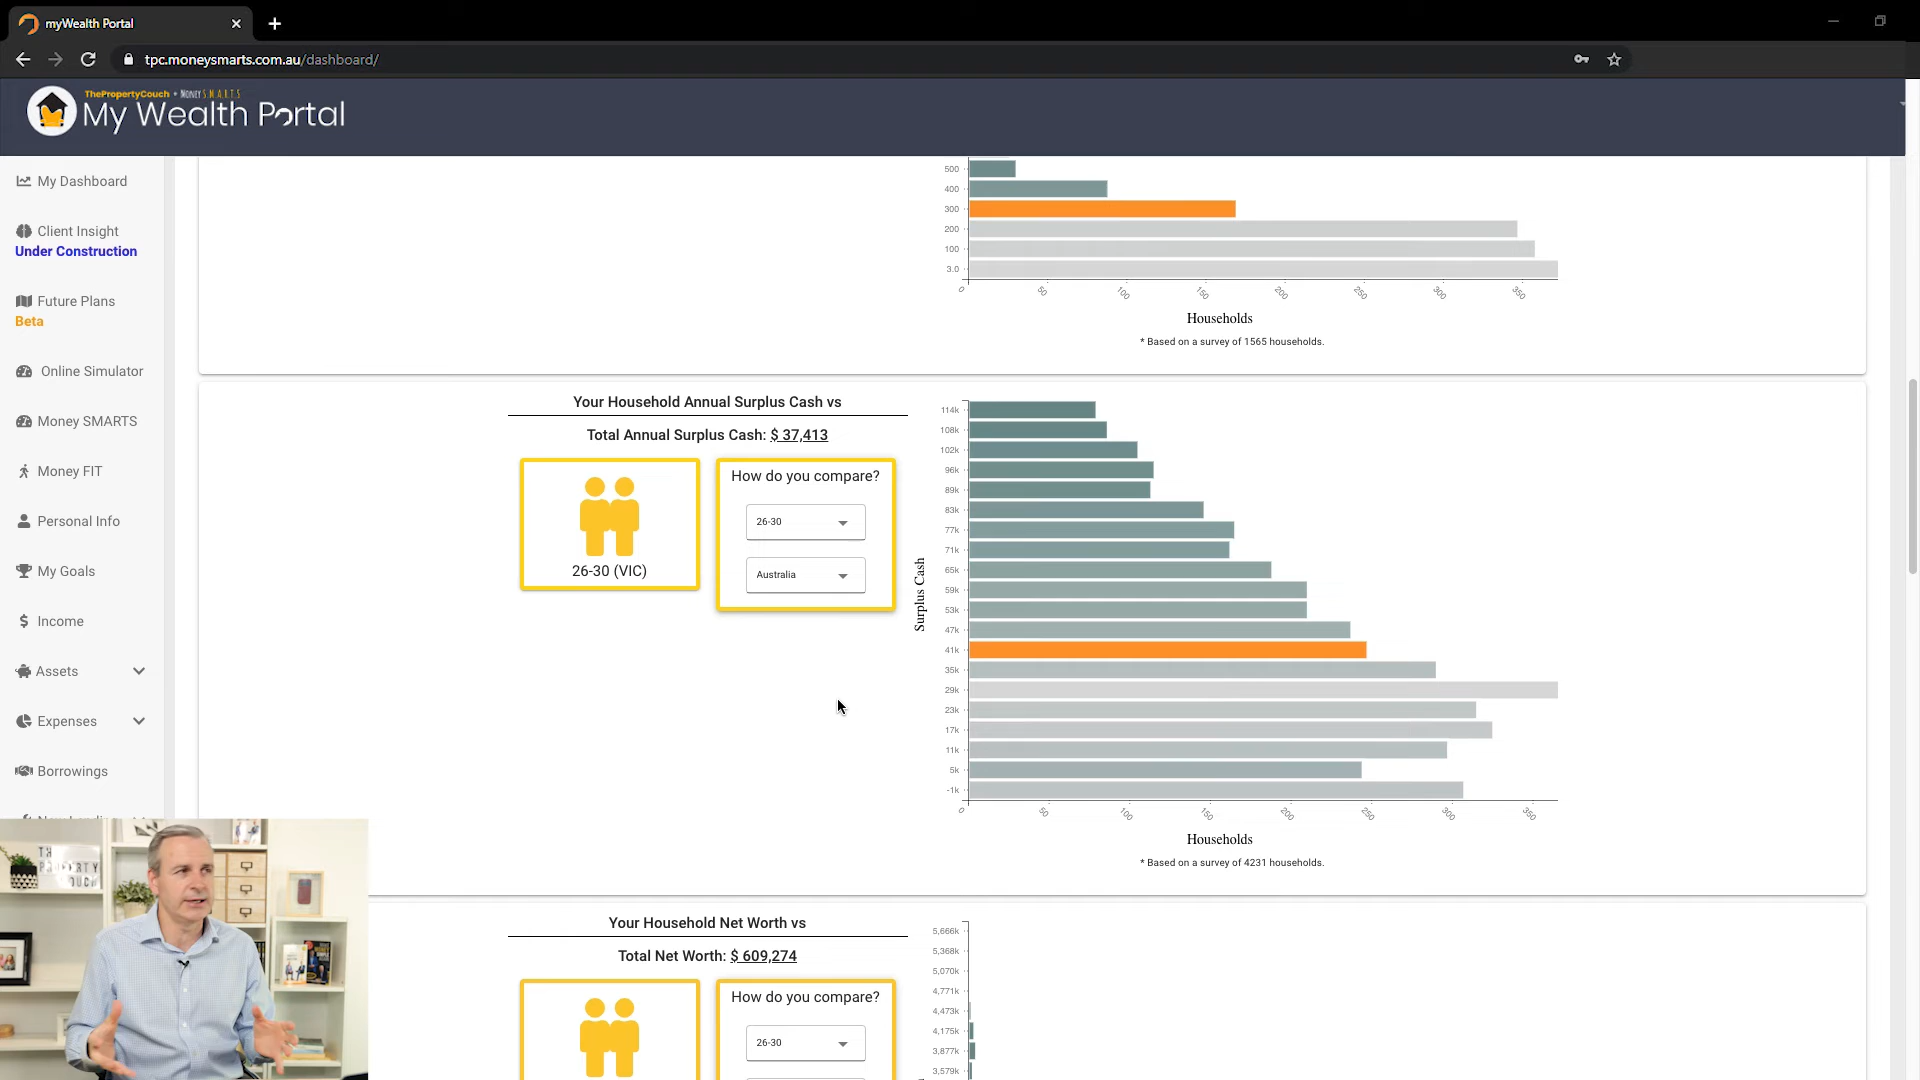 myWealth Portal
tpc.moneysmarts.com.au/dashboard/
ThePropertyCouch • MONEY SMARTS
My Wealth Portal
My Dashboard
Client Insight
Under Construction
Future Plans
Beta
Online Simulator
Money SMARTS
Money FIT
Personal Info
My Goals
Income
Assets
Expenses
Borrowings
500
400
300
200
100
3.0
0
50
100
150
200
250
300
350
Households
* Based on a survey of 1565 households.
Your Household Annual Surplus Cash vs
Total Annual Surplus Cash: $ 37,413
26-30 (VIC)
How do you compare?
26-30
Australia
Surplus Cash
114k
108k
102k
96k
89k
83k
77k
71k
65k
59k
53k
47k
41k
35k
29k
23k
17k
11k
5k
-1k
0
50
100
150
200
250
300
350
Households
* Based on a survey of 4231 households.
Your Household Net Worth vs
Total Net Worth: $ 609,274
How do you compare?
26-30
5,666k
5,368k
5,070k
4,771k
4,473k
4,175k
3,877k
3,579k